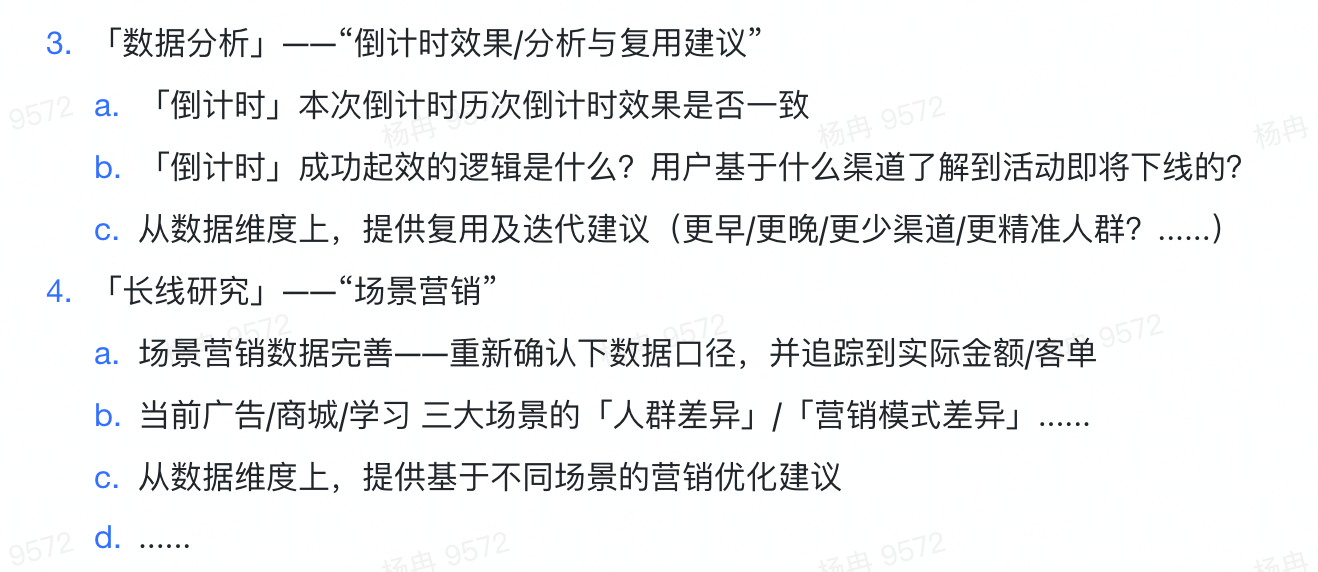 3. 「数据分析」——“倒计时效果/分析与复用建议”
a. 「倒计时」本次倒计时历次倒计时效果是否一致
b. 「倒计时」成功起效的逻辑是什么？用户基于什么渠道了解到活动即将下线的？
c. 从数据维度上，提供复用及迭代建议（更早/更晚/更少渠道/更精准人群？......）
4. 「长线研究」——“场景营销”
a. 场景营销数据完善——重新确认下数据口径，并追踪到实际金额/客单
b. 当前广告/商城/学习 三大场景的「人群差异」/「营销模式差异」......
c. 从数据维度上，提供基于不同场景的营销优化建议
d. ......
9572
杨冉 9572
杨冉 9572
杨冉
冉 9572
冉 9572
9572
9572
杨冉 9572
杨冉 9572
杨冉